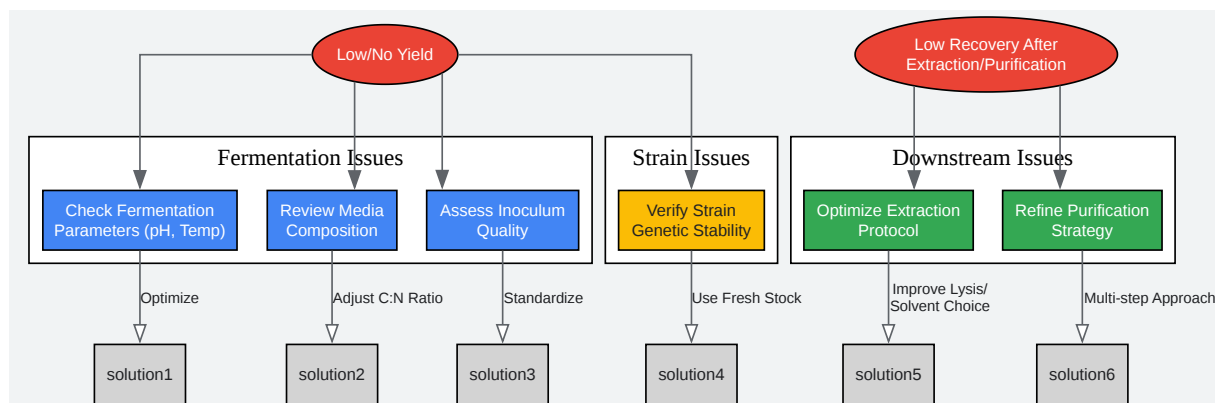 Low/No Yield
Low Recovery After
Extraction/Purification
Fermentation Issues
Strain Issues
Downstream Issues
Check Fermentation
Parameters (pH, Temp)
Review Media
Composition
Assess Inoculum
Quality
Verify Strain
Genetic Stability
Optimize Extraction
Protocol
Refine Purification
Strategy
Optimize
Adjust C:N Ratio
Standardize
Use Fresh Stock
Improve Lysis/
Solvent Choice
Multi-step Approach
solution1
solution2
solution3
solution4
solution5
solution6